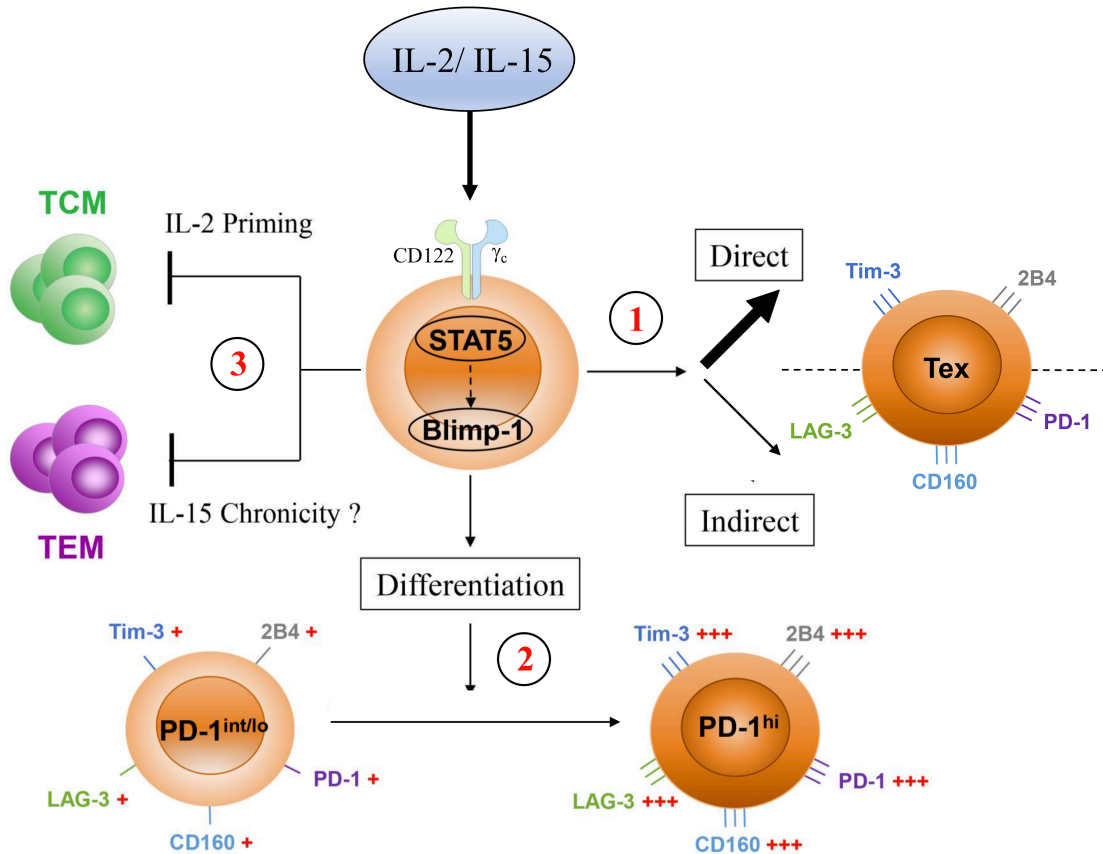 IL-2/ IL-15
TCM
IL-2 Priming
CD122
γc
STAT5
Blimp-1
3
IL-15 Chronicity ?
TEM
1
Direct
Indirect
Tim-3
2B4
Tex
LAG-3
PD-1
CD160
Differentiation
2
Tim-3 +
2B4 +
PD-1int/lo
LAG-3 +
PD-1 +
CD160 +
Tim-3 +++
2B4 +++
PD-1hi
LAG-3 +++
PD-1 +++
CD160 +++